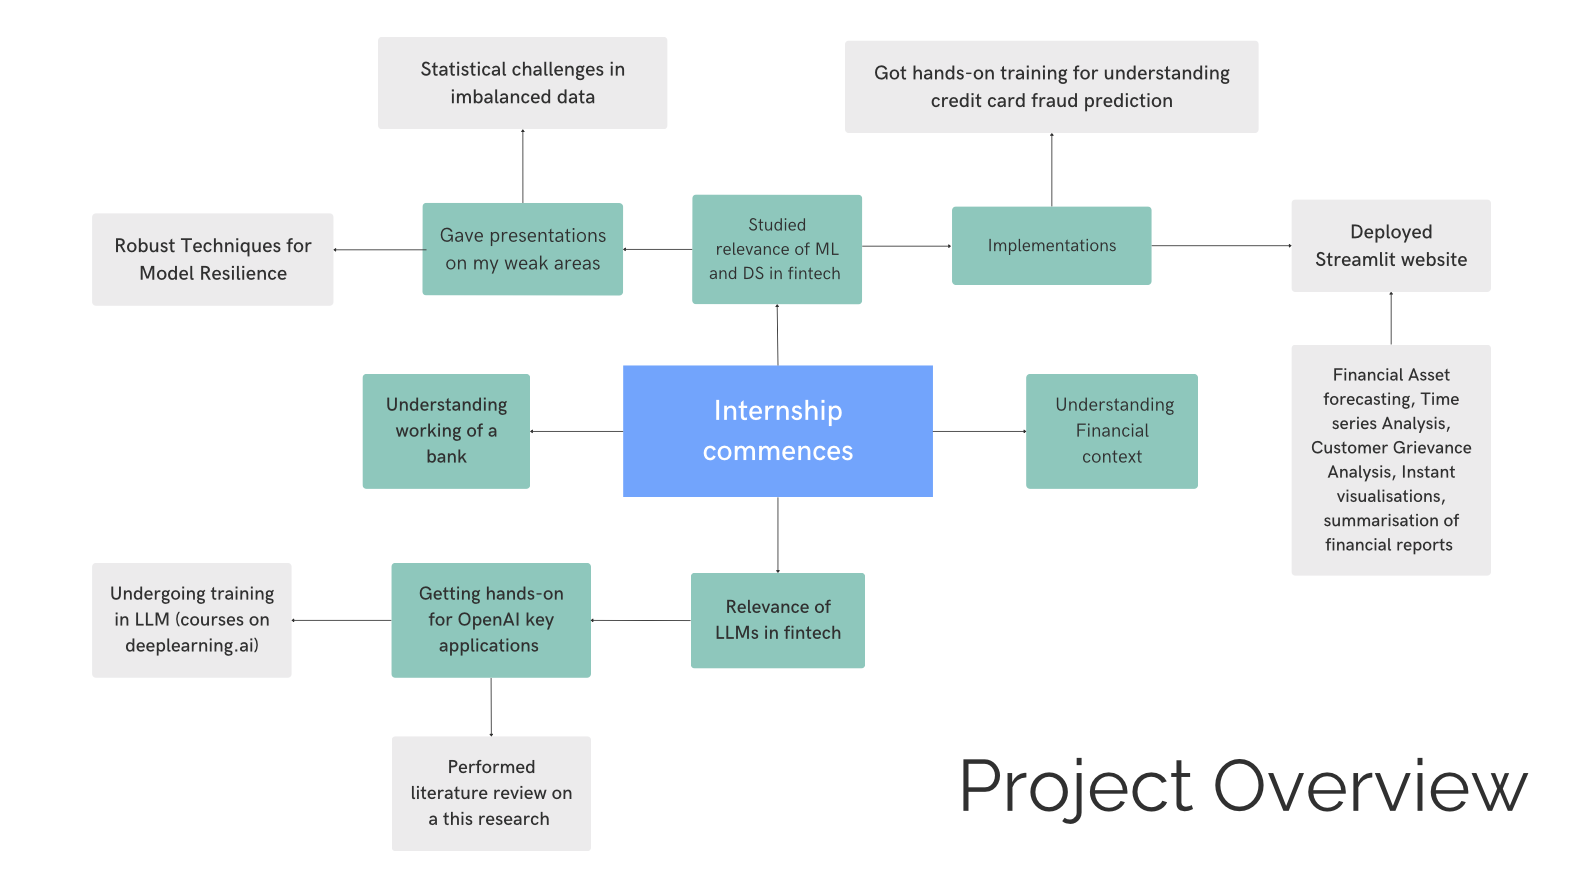 Statistical challenges in
imbalanced data
Got hands-on training for understanding
credit card fraud prediction
Robust Techniques for
Model Resilience
Gave presentations
on my weak areas
Studied
relevance of ML
and DS in fintech
Implementations
Deployed
Streamlit website
Understanding
working of a
bank
Internship
commences
Understanding
Financial
context
Financial Asset
forecasting, Time
series Analysis,
Customer Grievance
Analysis, Instant
visualisations,
summarisation of
financial reports
Undergoing training
in LLM (courses on
deeplearning.ai)
Getting hands-on
for OpenAI key
applications
Relevance of
LLMs in fintech
Performed
literature review on
a this research
Project Overview